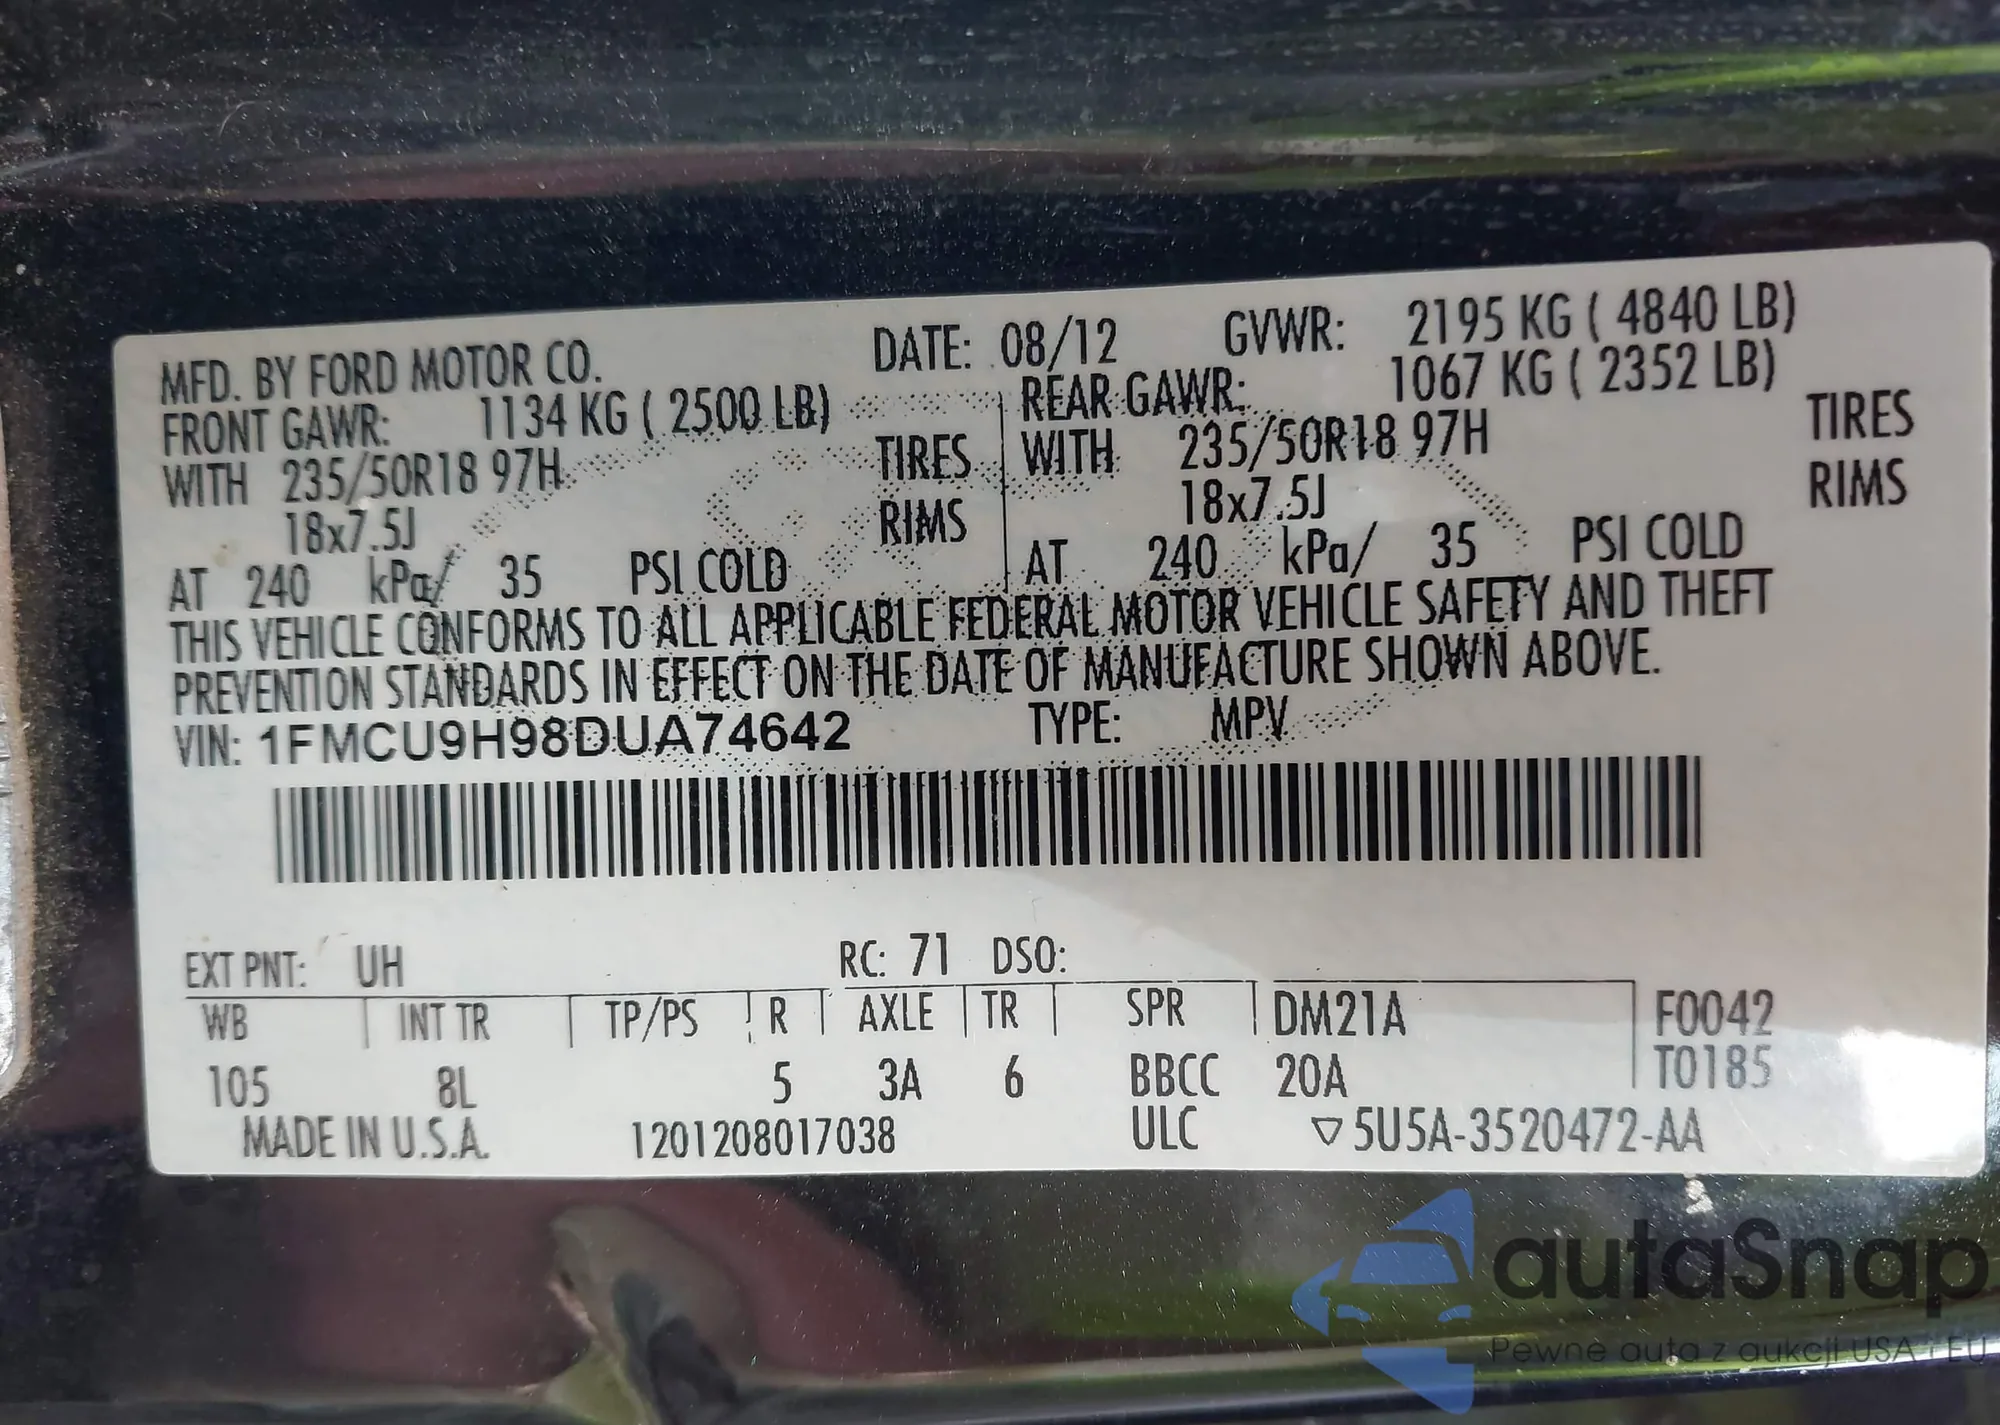 MFD. BY FORD MOTOR CO. DATE: 08/12 GVWR: 2195 KG ( 4840 LB)
FRONT GAWR: 1134 KG ( 2500 LB) REAR GAWR: 1067 KG ( 2352 LB)
WITH 235/50R18 97H TIRES WITH 235/50R18 97H TIRES
18x7.5J RIMS 18x7.5J RIMS
AT 240 kPa/ 35 PSI COLD AT 240 kPa/ 35 PSI COLD
THIS VEHICLE CONFORMS TO ALL APPLICABLE FEDERAL MOTOR VEHICLE SAFETY AND THEFT
PREVENTION STANDARDS IN EFFECT ON THE DATE OF MANUFACTURE SHOWN ABOVE.
VIN: 1FMCU9H98DUA74642 TYPE: MPV
EXT PNT: UH RC: 71 DSO:
WB INT TR TP/PS R AXLE TR SPR DM21A F0042
105 8L 5 3A 6 BBCC 20A T0185
MADE IN U.S.A. 1201208017038 ULC ▽5U5A-3520472-AA
autaSnap
Pewne auta z aukcji USA i EU